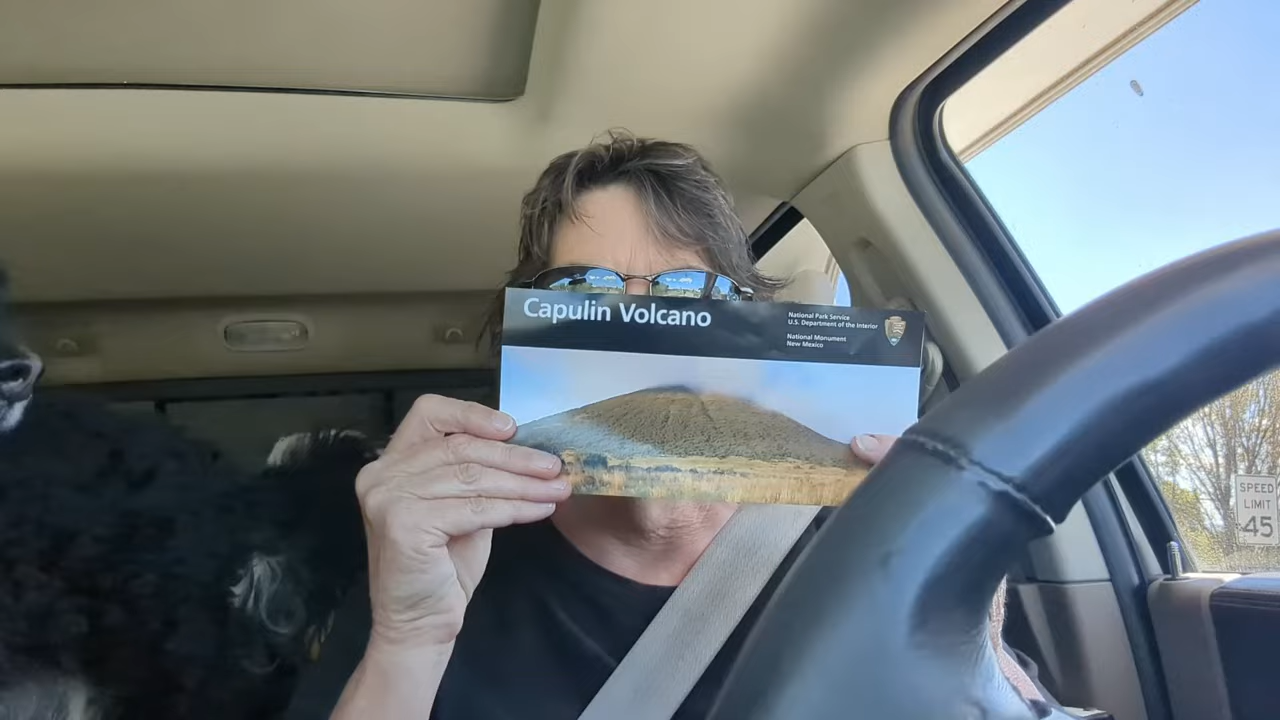 Capulin Volcano
National Park Service
U.S. Department of the Interior
National Monument
New Mexico
SPEED
LIMIT
45